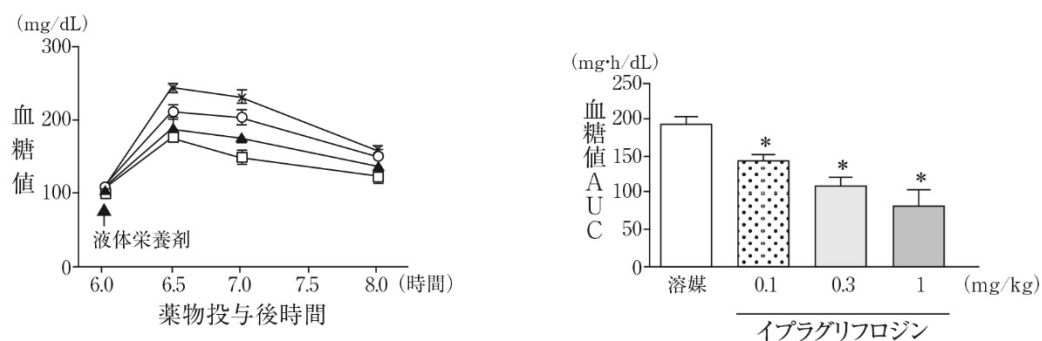 (mg/dL)
300
200
100
0
血糖値
液体栄養剤
6.0 6.5 7.0 7.5 8.0 (時間)
薬物投与後時間
(mg·h/dL)
250
200
150
100
50
0
血糖値AUC
* * *
溶媒 0.1 0.3 1 (mg/kg)
イプラグリフロジン